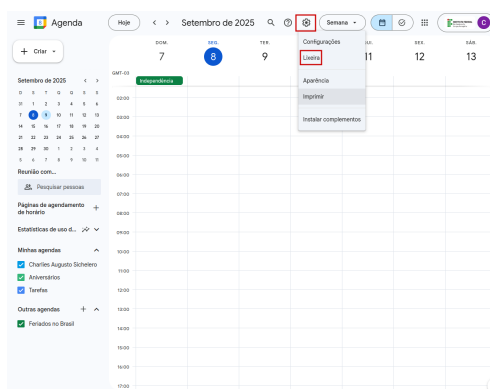 Agenda
Hoje
Setembro de 2025
Semana
C
Criar
DOM.
SEG.
TER.
QUI.
SEX.
SÁB.
7
8
9
11
12
13
GMT-03
Independência
Configurações
Lixeira
Aparência
Imprimir
Instalar complementos
Setembro de 2025
D S T Q Q S S
31 1 2 3 4 5 6
7 8 9 10 11 12 13
14 15 16 17 18 19 20
21 22 23 24 25 26 27
28 29 30 1 2 3 4
5 6 7 8 9 10 11
Reunião com...
Pesquisar pessoas
Páginas de agendamento
de horário
Estatísticas de uso d...
Minhas agendas
Charlles Augusto Sichelero
Aniversários
Tarefas
Outras agendas
Feriados no Brasil
02:00
03:00
04:00
05:00
06:00
07:00
08:00
09:00
10:00
11:00
12:00
13:00
14:00
15:00
16:00
17:00